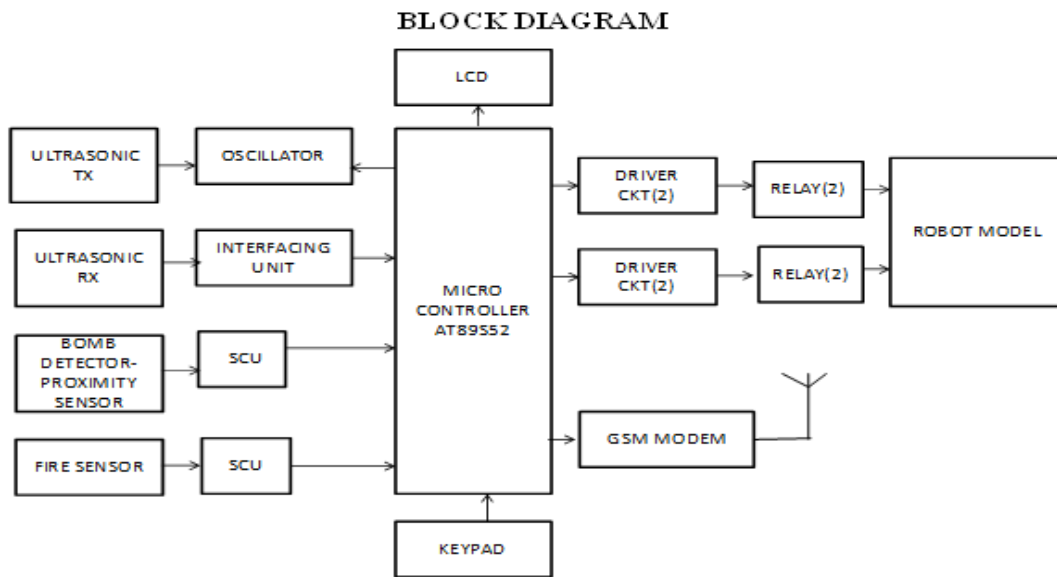 BLOCK DIAGRAM
LCD
ULTRASONIC
TX
OSCILLATOR
ULTRASONIC
RX
INTERFACING
UNIT
BOMB
DETECTOR-
PROXIMITY
SENSOR
SCU
FIRE SENSOR
SCU
MICRO
CONTROLLER
AT89S52
KEYPAD
DRIVER
CKT(2)
RELAY(2)
DRIVER
CKT(2)
RELAY(2)
ROBOT MODEL
GSM MODEM